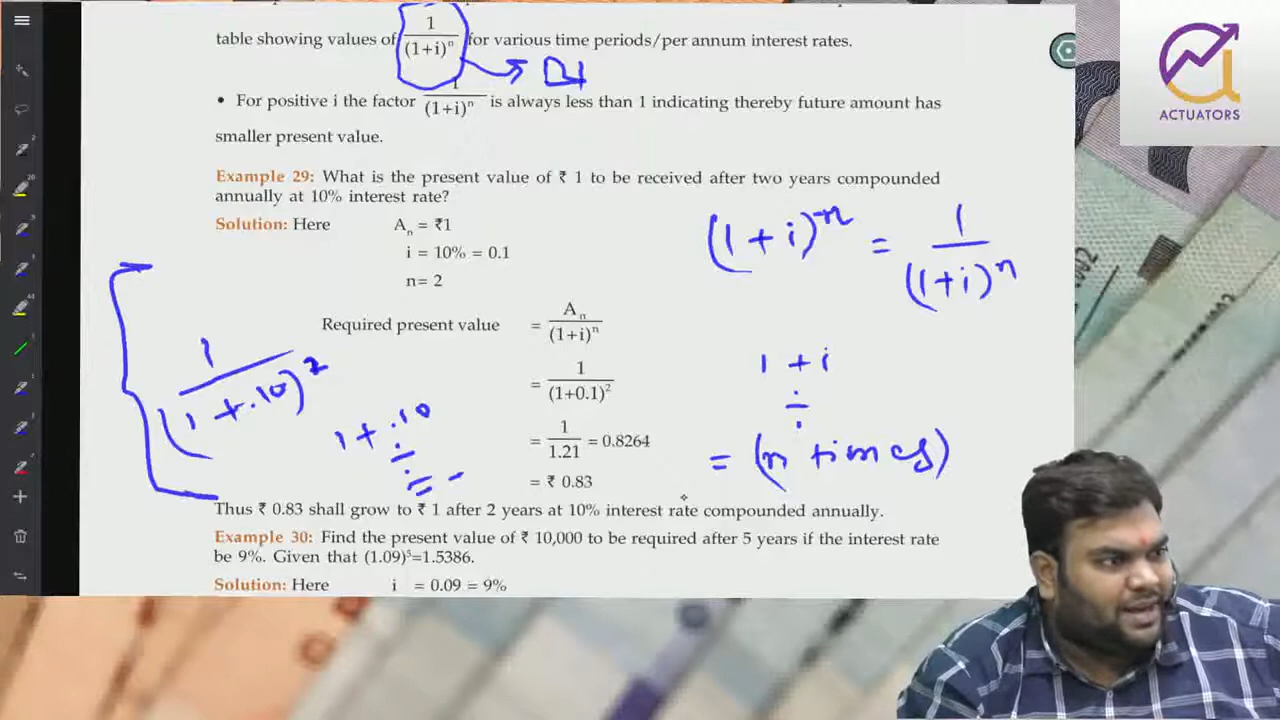 table showing values of 1/(1+i)ⁿ for various time periods/per annum interest rates.
• For positive i the factor 1/(1+i)ⁿ is always less than 1 indicating thereby future amount has
smaller present value.
Example 29: What is the present value of ₹ 1 to be received after two years compounded
annually at 10% interest rate?
Solution: Here Aₙ = ₹1
i = 10% = 0.1
n= 2
Required present value = Aₙ/(1+i)ⁿ
= 1/(1+0.1)²
= 1/1.21 = 0.8264
= ₹ 0.83
Thus ₹ 0.83 shall grow to ₹ 1 after 2 years at 10% interest rate compounded annually.
Example 30: Find the present value of ₹ 10,000 to be required after 5 years if the interest rate
be 9%. Given that (1.09)⁵=1.5386.
Solution: Here i = 0.09 = 9%
(1+i)⁻ⁿ = 1/(1+i)ⁿ
1 + i
÷
= (n times)
1/(1+.10)²
1+.10
÷
= = -
ACTUATORS